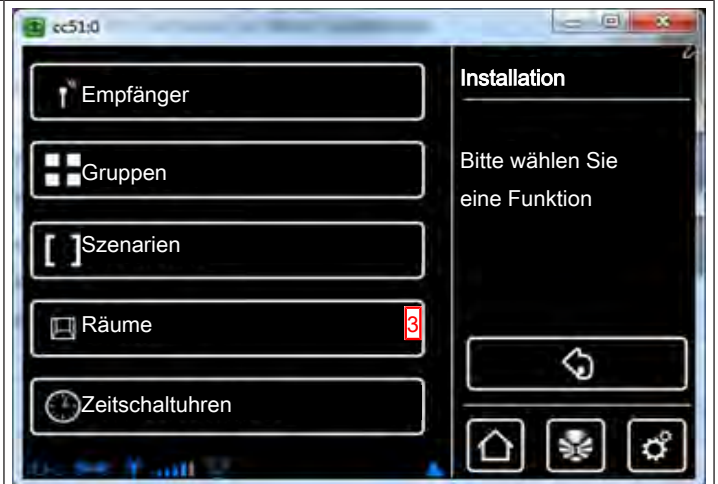 cc51:0
Empfänger
Gruppen
[ ]Szenarien
Räume 3
Zeitschaltuhren
Installation
Bitte wählen Sie
eine Funktion